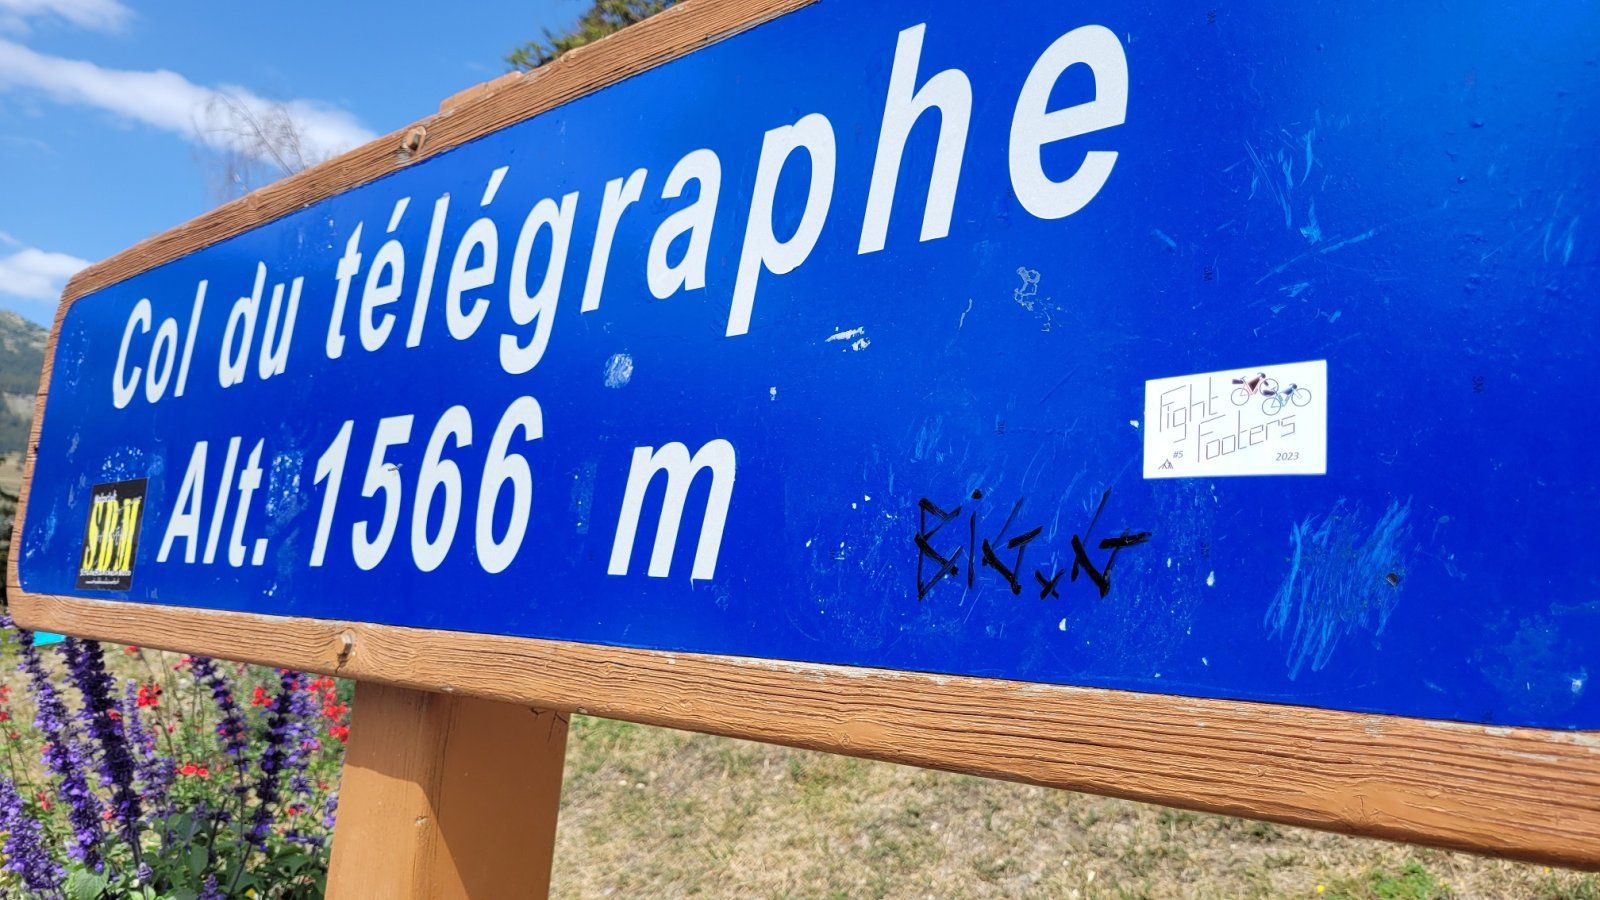 Col du télégraphe
Alt. 1566 m
SBM
Fight
Footers
#5
2023